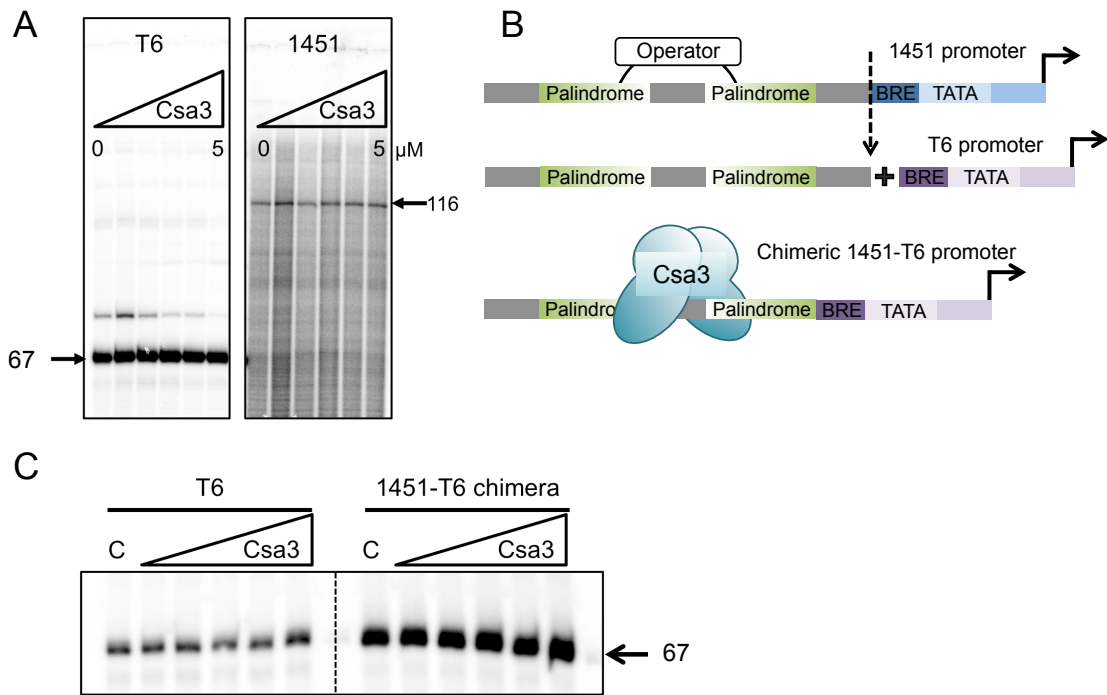 A
T6
1451
Csa3
Csa3
0
5
0
5
µM
116
67
B
Operator
1451 promoter
Palindrome
Palindrome
BRE
TATA
T6 promoter
Palindrome
Palindrome
+
BRE
TATA
Chimeric 1451-T6 promoter
Csa3
Palindro
Palindrome
BRE
TATA
C
T6
1451-T6 chimera
C
Csa3
C
Csa3
67